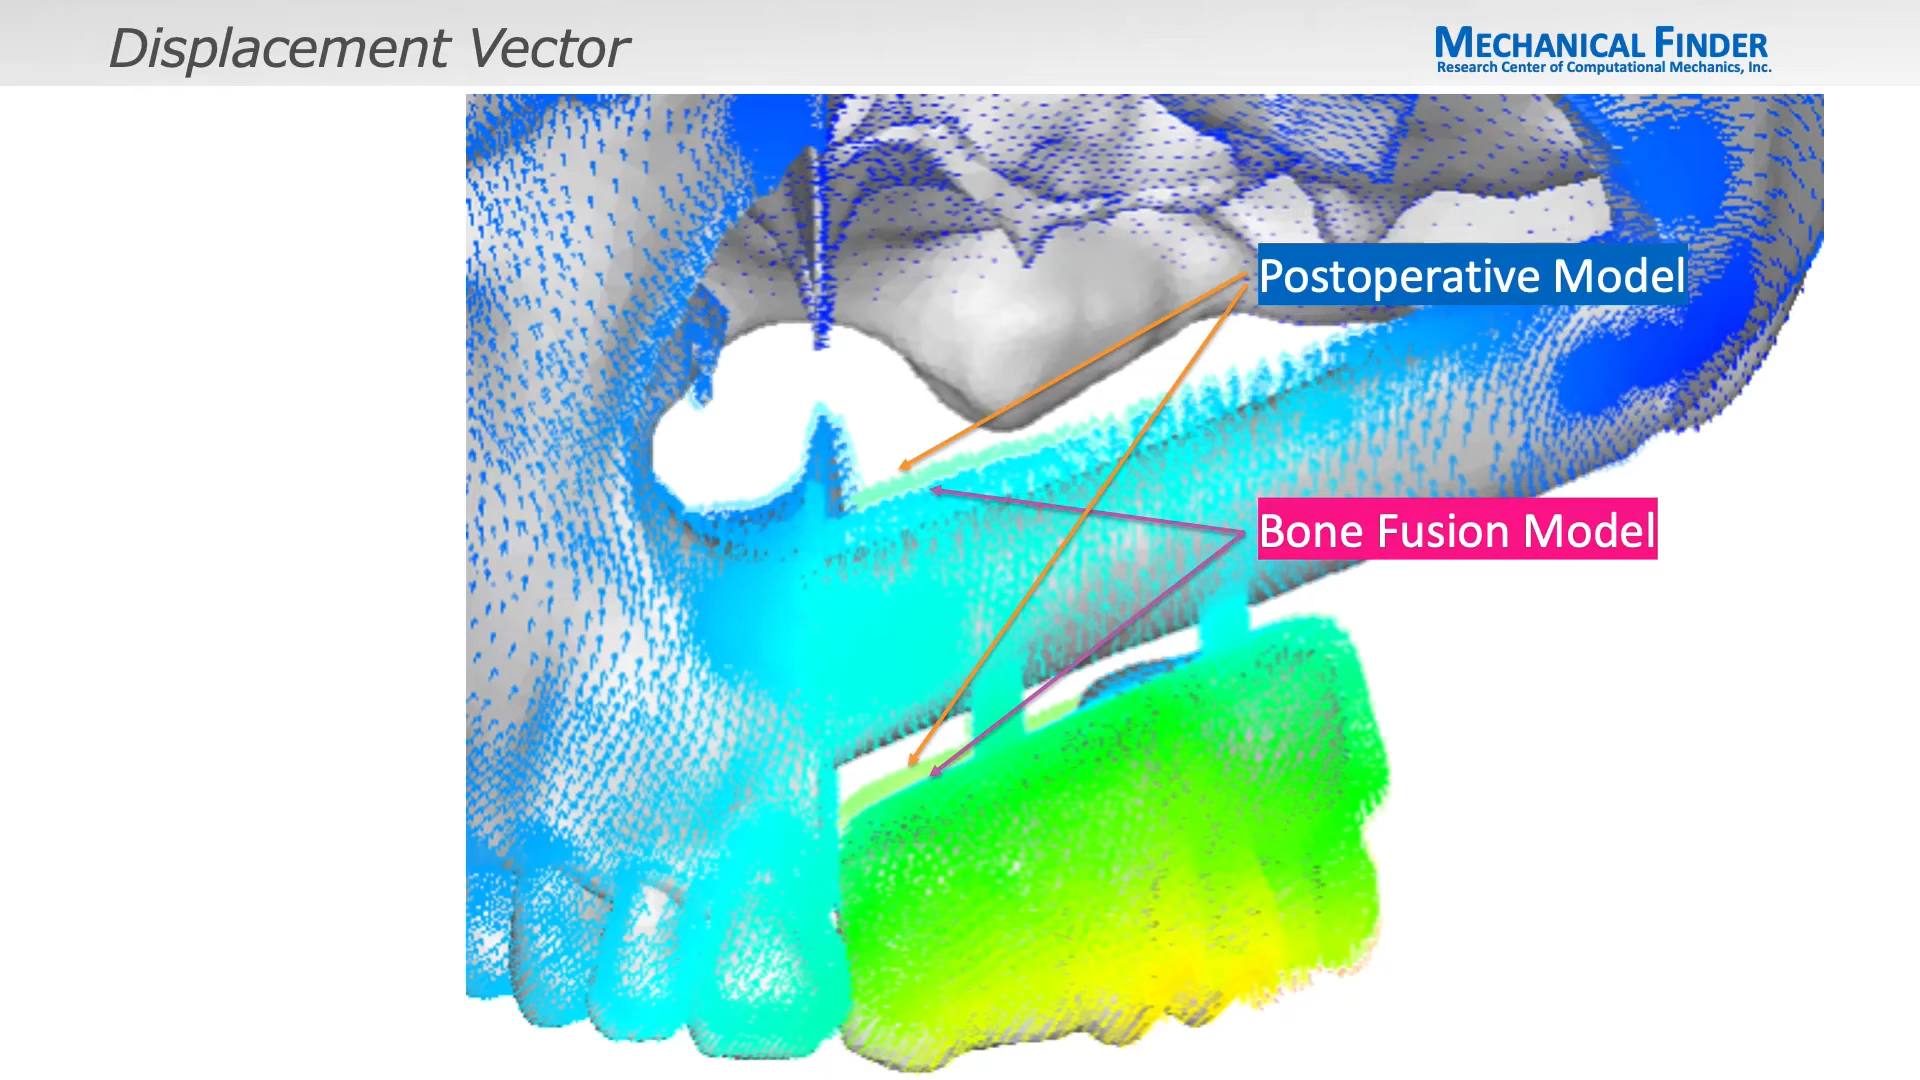 Displacement Vector
MECHANICAL FINDER
Research Center of Computational Mechanics, Inc.
Postoperative Model
Bone Fusion Model